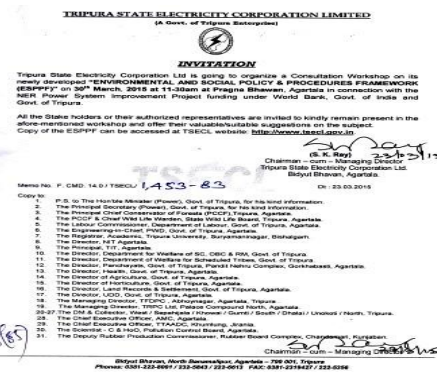 TRIPURA STATE ELECTRICITY CORPORATION LIMITED
(A Govt. of Tripura Enterprise)
INVITATION
Tripura State Electricity Corporation Ltd is going to organize a Consultation Workshop on its
newly developed "ENVIRONMENTAL AND SOCIAL POLICY & PROCEDURES FRAMEWORK
(ESPPF)" on 30th March, 2015 at 11-30am at Pragna Bhawan, Agartala in connection with the
NER Power System Improvement Project funding under World Bank, Govt. of India and
Govt. of Tripura.
All the Stake holders or their authorized representatives are invited to kindly remain present in the
afore-mentioned workshop and offer their valuable/suitable suggestions on the subject.
Copy of the ESPPF can be accessed at TSECL website: http://www.tsecl.gov.in.
(S. K. Ray) 23/03/15
Chairman – cum – Managing Director
Tripura State Electricity Corporation Ltd.
Bidyut Bhavan, Agartala.
Memo No. F. CMD. 14.0 / TSECL/ 1,453-83 Dt : 23.03.2015
Copy to:
1. P.S. to The Hon'ble Minister (Power), Govt. of Tripura, for his kind information.
2. The Principal Secretary (Power), Govt. of Tripura, for his kind information.
3. The Principal Chief Conservator of Forests (PCCF), Tripura, Agartala.
4. The PCCF & Chief Wild Life Warden, State Wild Life Board, Tripura, Agartala.
5. The Labour Commissioner, Department of Labour, Govt. of Tripura, Agartala.
6. The Engineering-in-Chief, PWD, Govt. of Tripura, Agartala.
7. The Registrar, Academic, Tripura University, Suryamaninagar, Bishalgarh.
8. The Director, NIT Agartala.
9. The Principal, TIT, Agartala.
10. The Director, Department of Welfare of SC, OBC & RM, Govt. of Tripura.
11. The Director, Department of Welfare of Scheduled Tribes, Govt. of Tripura
12. The Director, Panchayats, Govt. of Tripura, Pandit Nehru Complex, Gorkhabasti, Agartala.
13. The Director, Health, Govt. of Tripura, Agartala.
14. The Director of Agriculture, Govt. of Tripura, Agartala.
15. The Director of Horticulture, Govt. of Tripura, Agartala.
16. The Director, Land Records & Settlement, Govt. of Tripura, Agartala.
17. The Director, UDD, Govt. of Tripura, Agartala.
18. The Managing Director, TFDPC, Abhoynagar, Agartala, Tripura.
19. The Managing Director, TRPC Ltd, Palace Compound North, Agartala.
20-27. The DM & Collector, West / Sepahijala / Khowai / Gumti / South / Dhalai / Unokoti / North, Tripura.
28. The Chief Executive Officer, AMC, Agartala.
29. The Chief Executive Officer, TTAADC, Khumlung, Tripura.
30. The Scientist - C & HoO, Pollution Control Board, Agartala.
31. The Deputy Rubber Production Commissioner, Rubber Board Complex, Kunjaban.
Chairman – cum – Managing Director
Bidyut Bhavan, North Banamalipur, Agartala – 799 001, Tripura